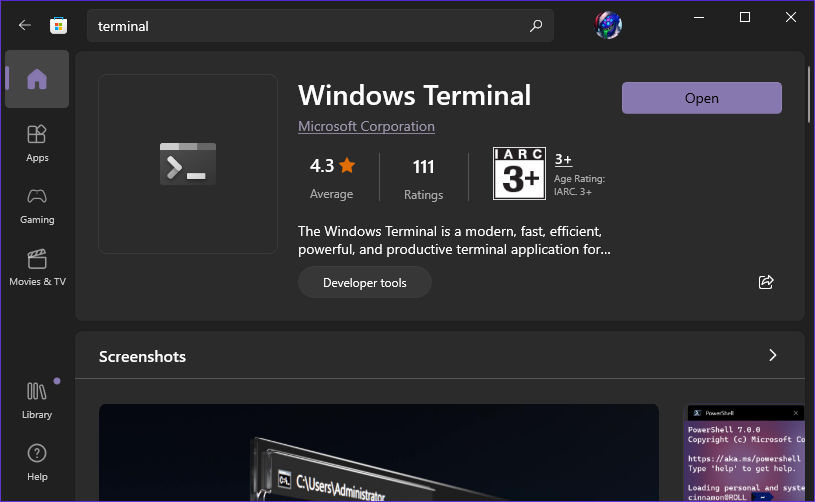 terminal
Windows Terminal
Open
Microsoft Corporation
4.3
Average
111
Ratings
IARC
3+
3+
Age Rating:
IARC. 3+
The Windows Terminal is a modern, fast, efficient,
powerful, and productive terminal application for...
Developer tools
Apps
Gaming
Movies & TV
Library
Help
Screenshots
C:\Users\Administrator
PowerShell
PowerShell 7.0.0
Copyright (c) Microsoft Co
https://aka.ms/powershell
Type 'help' to get help.
Loading personal and syste
cinnamon@ROLL